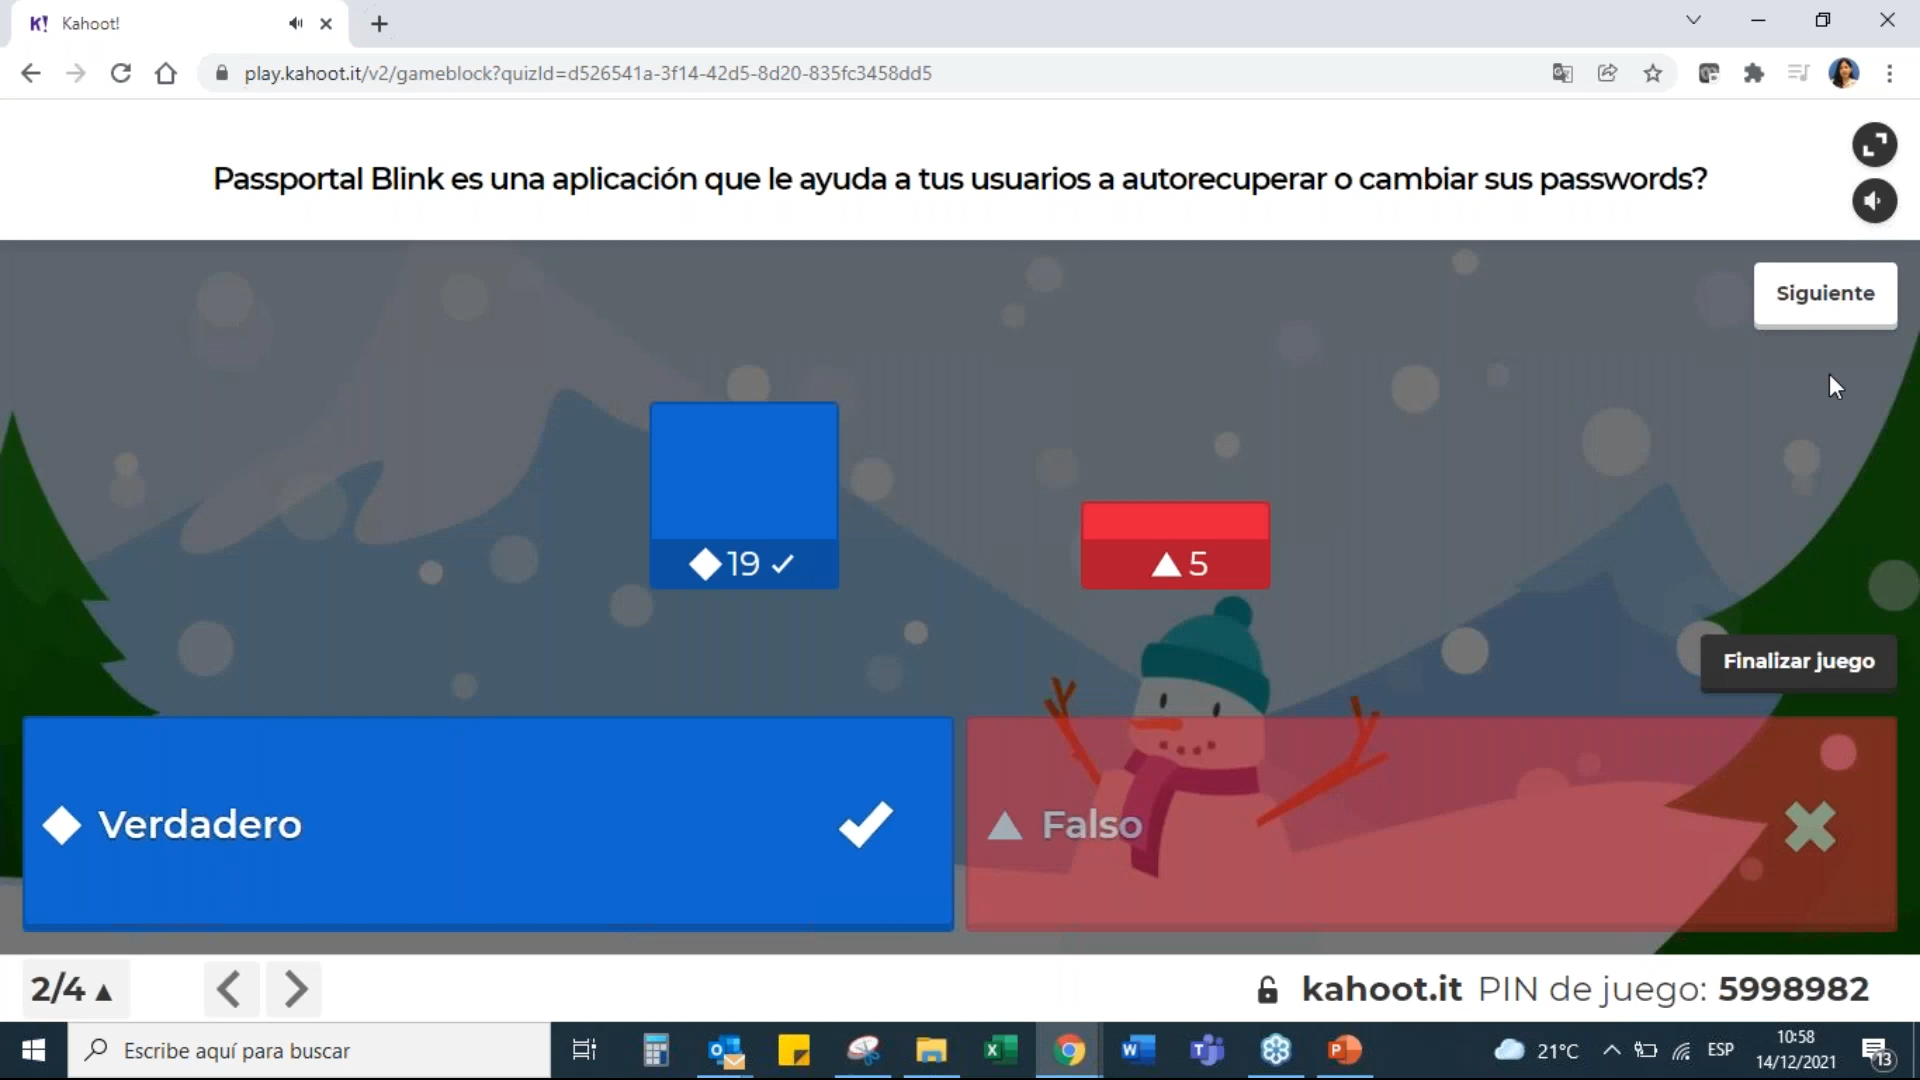 K! Kahoot!
play.kahoot.it/v2/gameblock?quizId=d526541a-3f14-42d5-8d20-835fc3458dd5
Passportal Blink es una aplicación que le ayuda a tus usuarios a autorecuperar o cambiar sus passwords?
Siguiente
19
5
Finalizar juego
Verdadero
Falso
2/4
kahoot.it PIN de juego: 5998982
Escribe aquí para buscar
21°C
ESP
10:58
14/12/2021
13